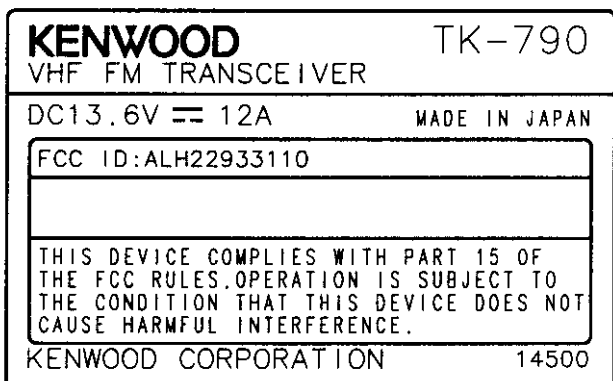 KENWOOD TK-790
VHF FM TRANSCEIVER
DC13.6V ⎓ 12A MADE IN JAPAN
FCC ID:ALH22933110
THIS DEVICE COMPLIES WITH PART 15 OF
THE FCC RULES.OPERATION IS SUBJECT TO
THE CONDITION THAT THIS DEVICE DOES NOT
CAUSE HARMFUL INTERFERENCE.
KENWOOD CORPORATION 14500